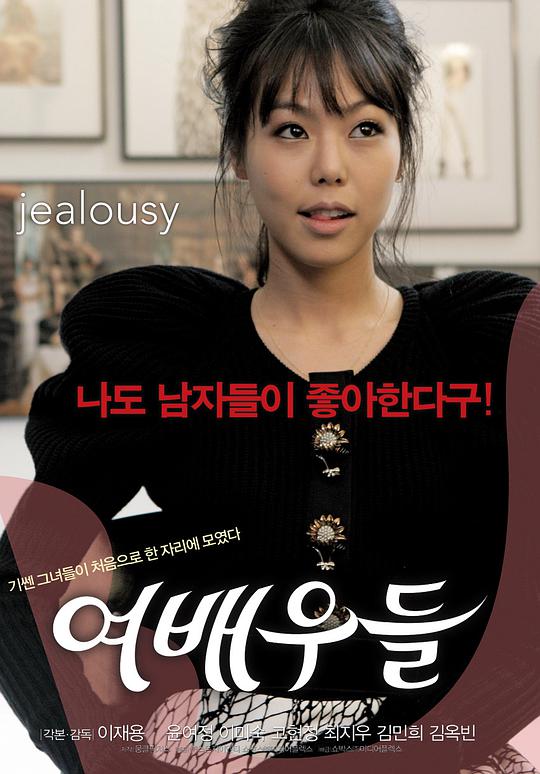 jealousy
나도 남자들이 좋아한다구!
기쎈 그녀들이 처음으로 한 자리에 모였다
여배우들
|각본·감독| 이재용 윤여정 이미숙 고현정 최지우 김민희 김옥빈